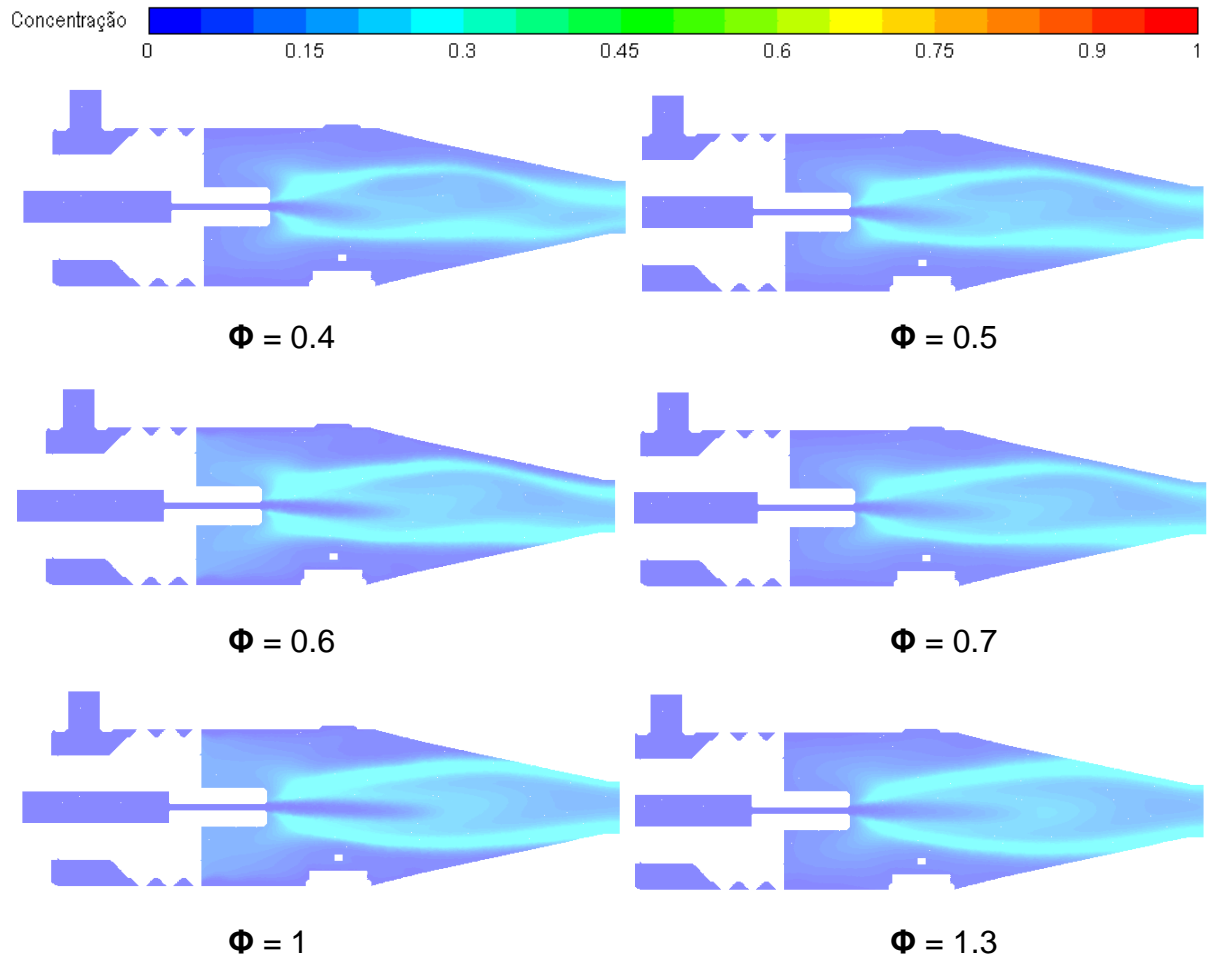 Concentração
0 0.15 0.3 0.45 0.6 0.75 0.9 1
Φ = 0.4
Φ = 0.5
Φ = 0.6
Φ = 0.7
Φ = 1
Φ = 1.3